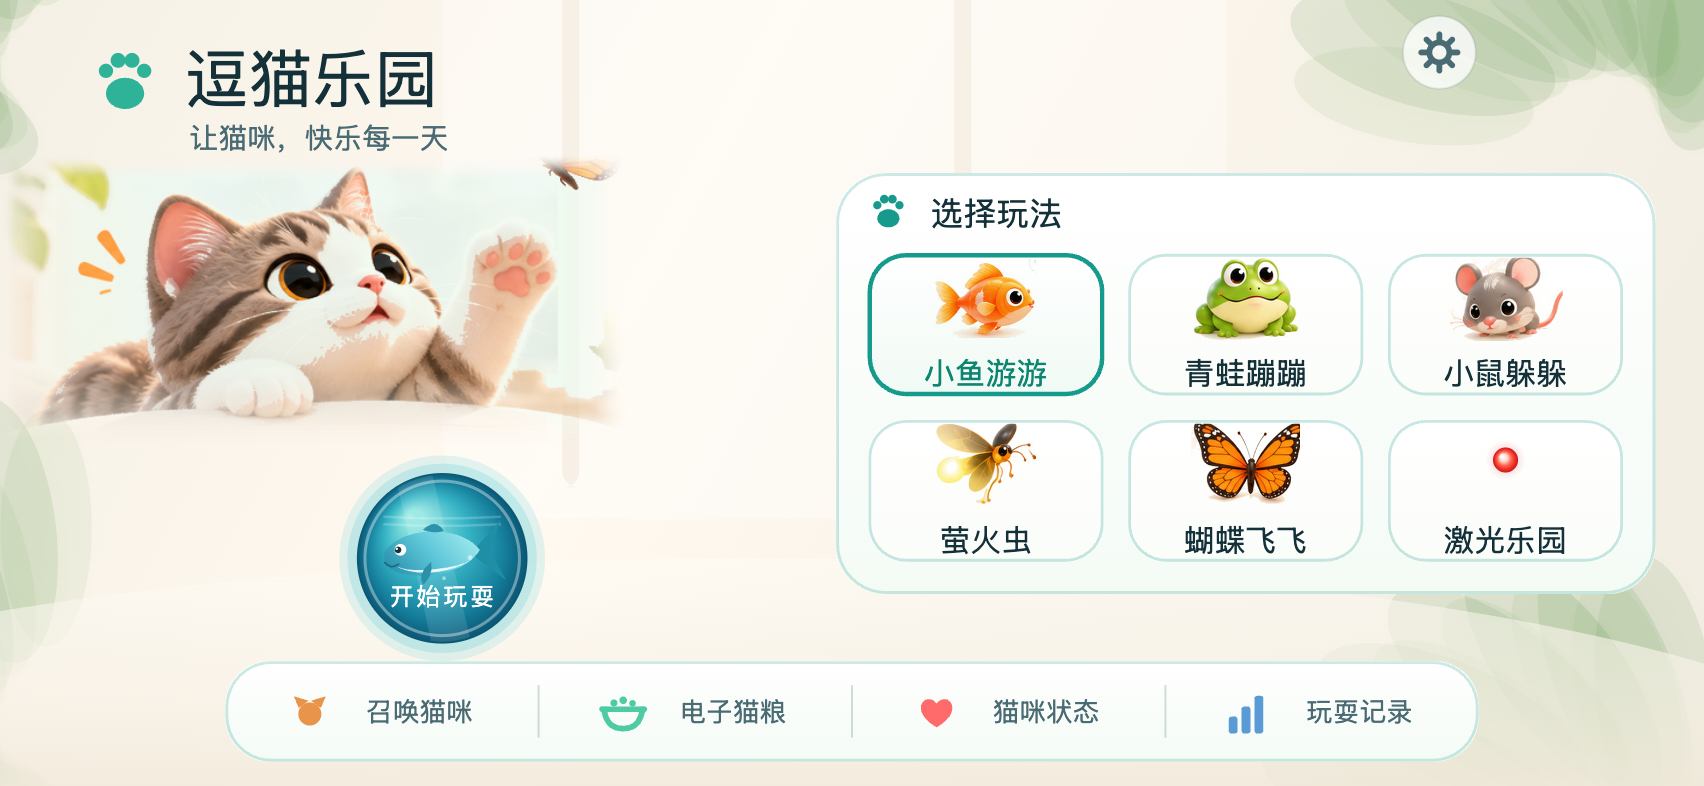 逗猫乐园
让猫咪，快乐每一天
选择玩法
小鱼游游
青蛙蹦蹦
小鼠躲躲
萤火虫
蝴蝶飞飞
激光乐园
开始玩耍
召唤猫咪
电子猫粮
猫咪状态
玩耍记录